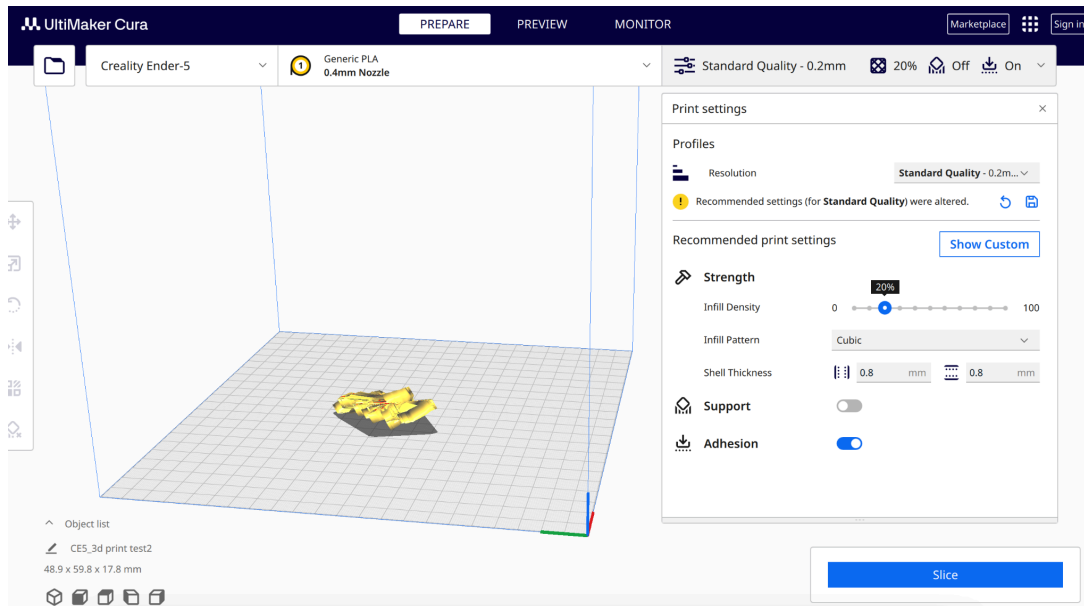 UltiMaker Cura
PREPARE
PREVIEW
MONITOR
Marketplace
Sign in
Creality Ender-5
1
Generic PLA
0.4mm Nozzle
Standard Quality - 0.2mm
20%
Off
On
Print settings
Profiles
Resolution
Standard Quality - 0.2m...
! Recommended settings (for Standard Quality) were altered.
Recommended print settings
Show Custom
Strength
20%
Infill Density
0
100
Infill Pattern
Cubic
Shell Thickness
0.8 mm
0.8 mm
Support
Adhesion
Object list
CE5_3d print test2
48.9 x 59.8 x 17.8 mm
Slice